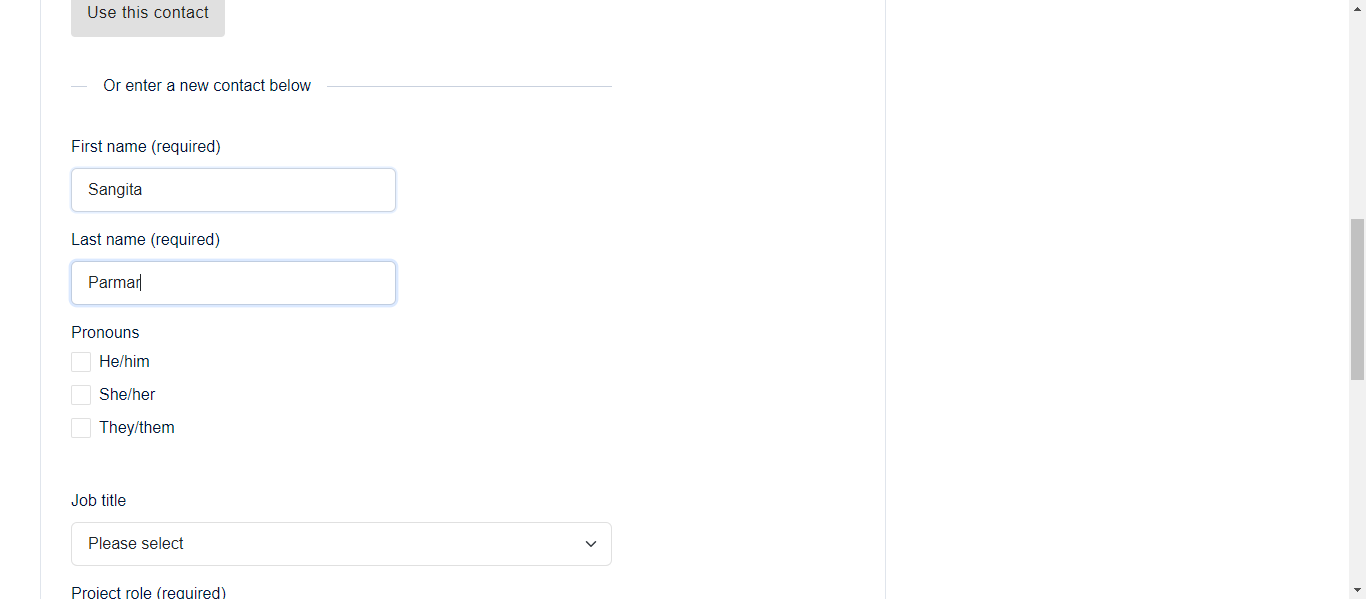 Use this contact
Or enter a new contact below
First name (required)
Sangita
Last name (required)
Parmar
Pronouns
He/him
She/her
They/them
Job title
Please select
Project role (required)